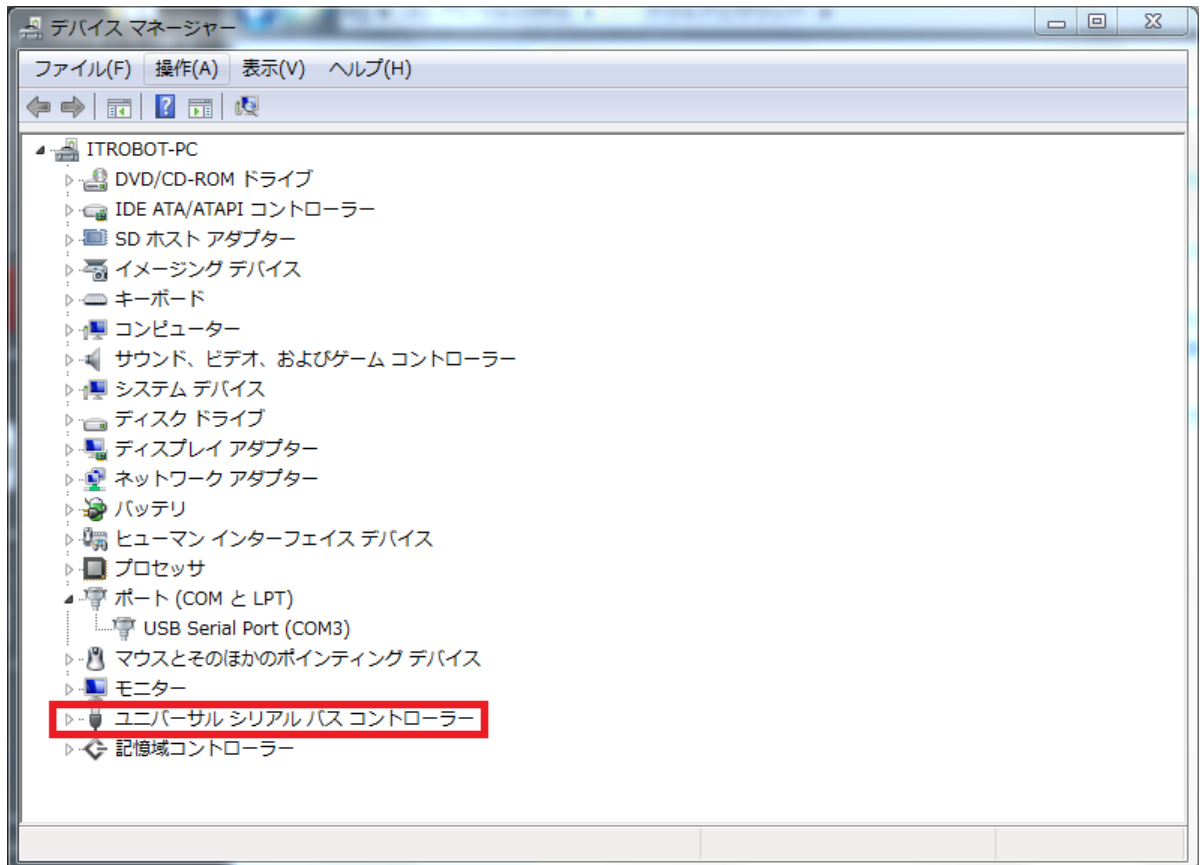 デバイス マネージャー
ファイル(F) 操作(A) 表示(V) ヘルプ(H)
ITROBOT-PC
DVD/CD-ROM ドライブ
IDE ATA/ATAPI コントローラー
SD ホスト アダプター
イメージング デバイス
キーボード
コンピューター
サウンド、ビデオ、およびゲーム コントローラー
システム デバイス
ディスク ドライブ
ディスプレイ アダプター
ネットワーク アダプター
バッテリ
ヒューマン インターフェイス デバイス
プロセッサ
ポート (COM と LPT)
USB Serial Port (COM3)
マウスとそのほかのポインティング デバイス
モニター
ユニバーサル シリアル バス コントローラー
記憶域コントローラー